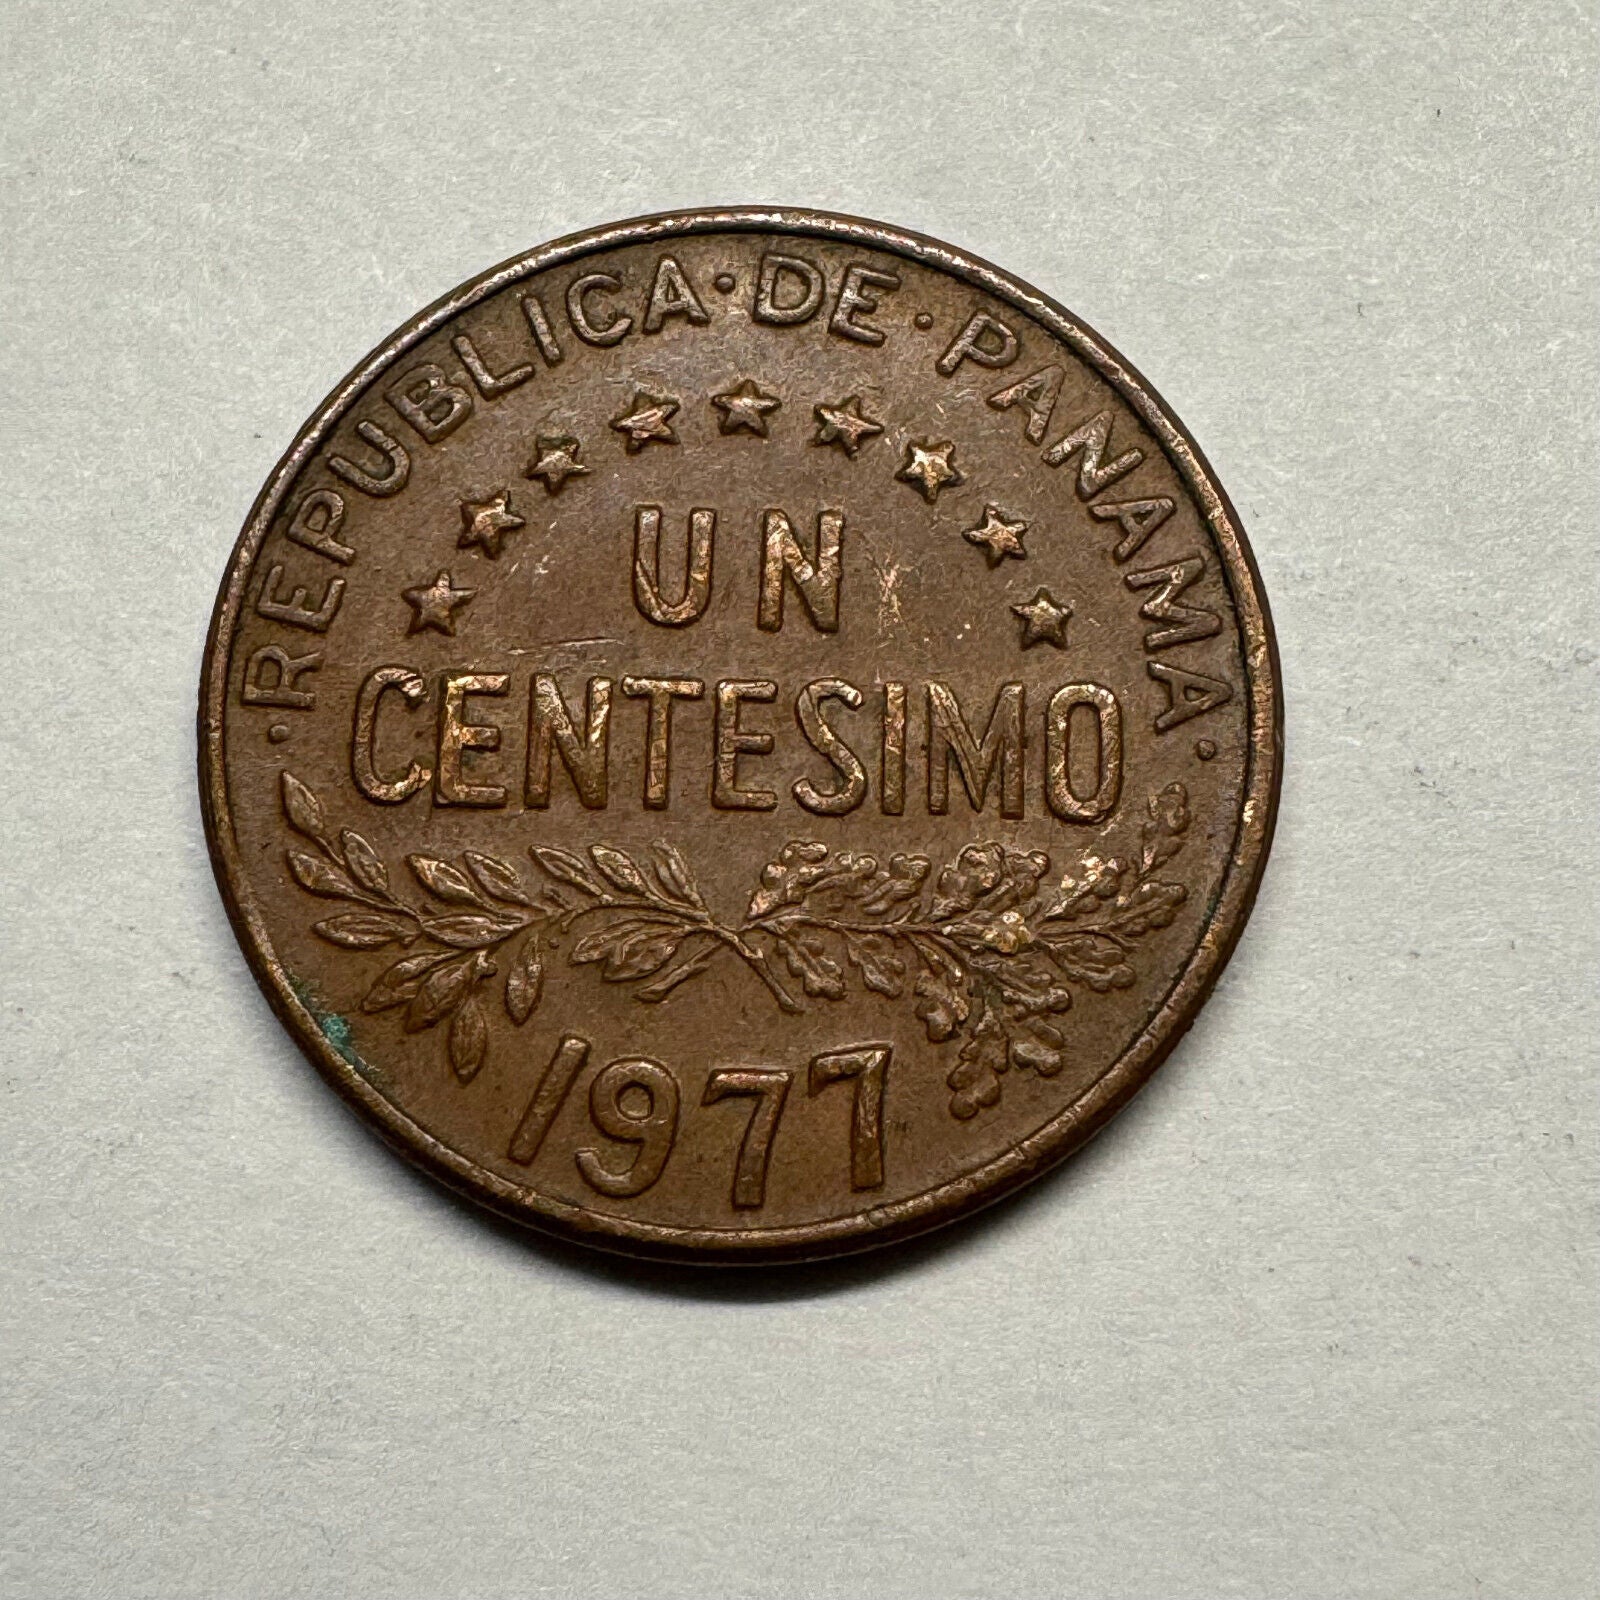 ·REPUBLICA·DE·PANAMA·
UN
CENTESIMO
1977